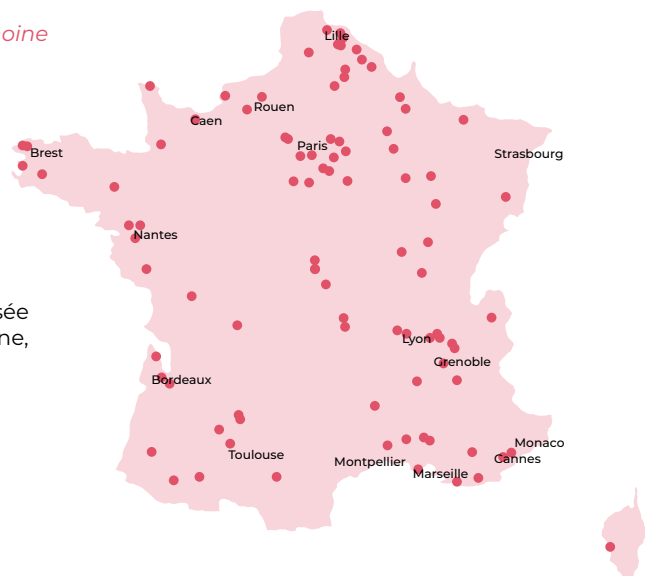 oine
Lille
Rouen
Caen
Paris
Brest
Strasbourg
Nantes
sée
ne,
Lyon
Grenoble
Bordeaux
Monaco
Toulouse
Montpellier
Cannes
Marseille